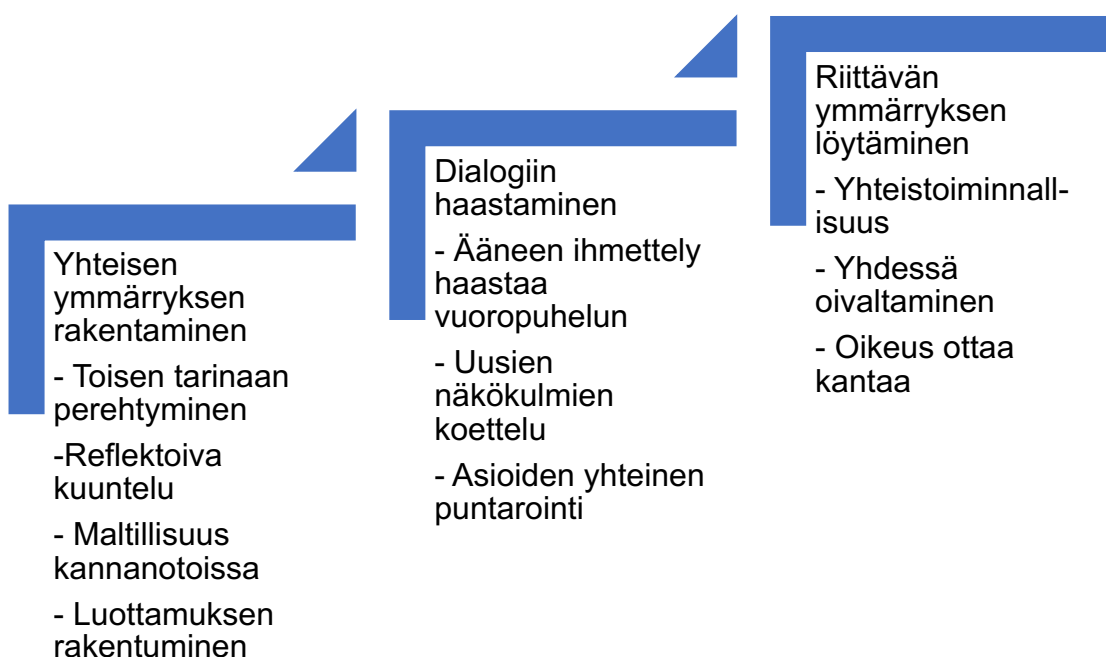 Yhteisen
ymmärryksen
rakentaminen
- Toisen tarinaan
perehtyminen
-Reflektoiva
kuuntelu
- Maltillisuus
kannanotoissa
- Luottamuksen
rakentuminen
Dialogiin
haastaminen
- Ääneen ihmettely
haastaa
vuoropuhelun
- Uusien
näkökulmien
koettelu
- Asioiden yhteinen
puntarointi
Riittävän
ymmärryksen
löytäminen
- Yhteistoiminnall-
isuus
- Yhdessä
oivaltaminen
- Oikeus ottaa
kantaa